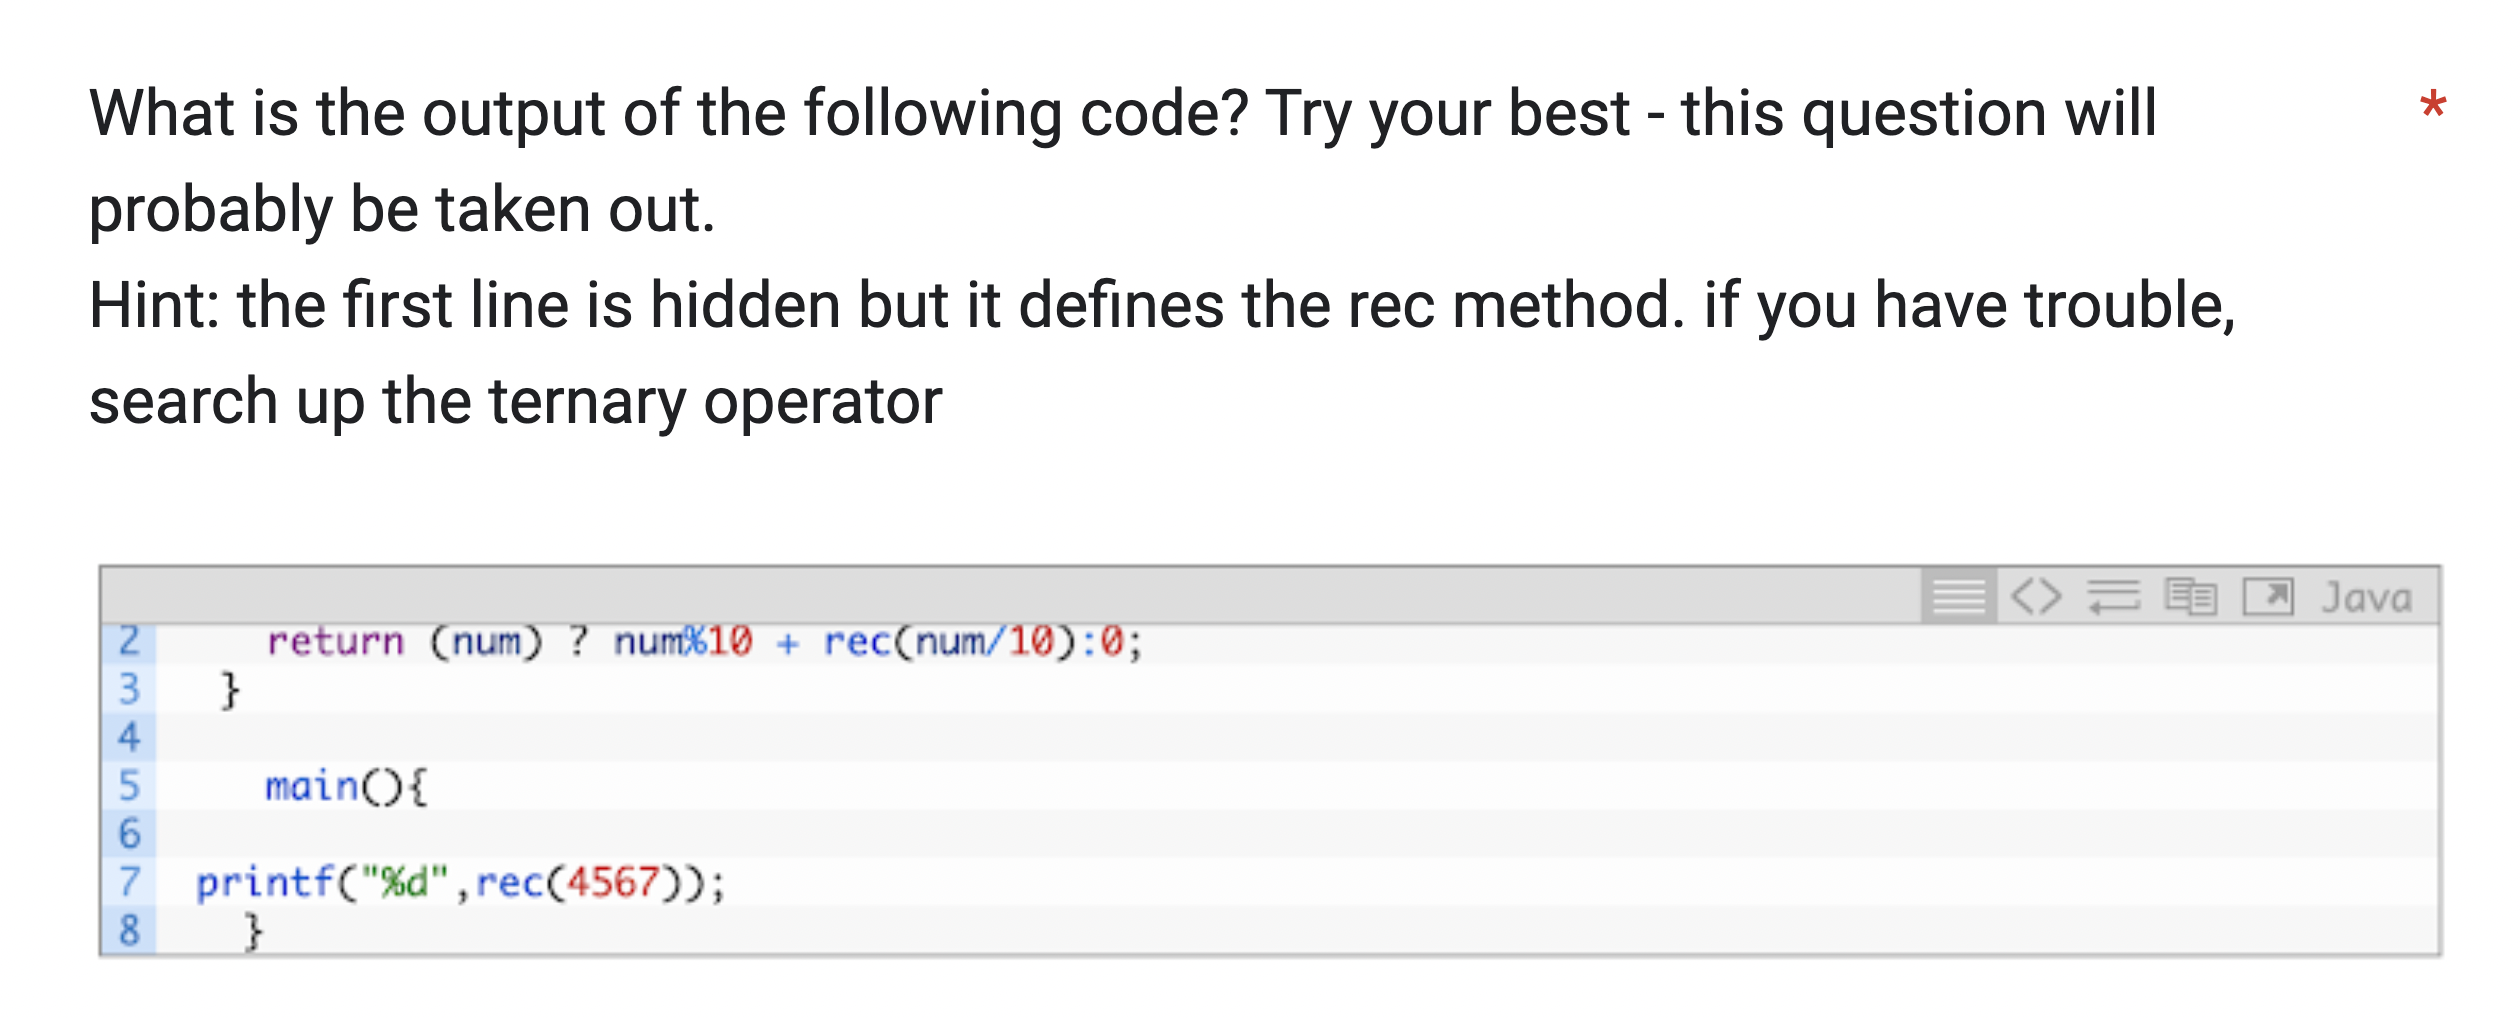 What is the output of the following code? Try your best - this question will *
probably be taken out.
Hint: the first line is hidden but it defines the rec method. if you have trouble,
search up the ternary operator
Java
2 return (num) ? num%10 + rec(num/10):0;
3 }
4
5 main(){
6
7 printf("%d",rec(4567));
8 }